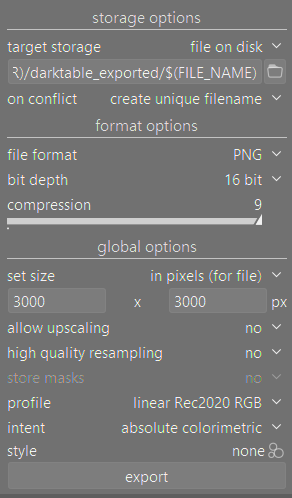 storage options
target storage file on disk
R)/darktable_exported/$(FILE_NAME)
on conflict create unique filename
format options
file format PNG
bit depth 16 bit
compression 9
global options
set size in pixels (for file)
3000 x 3000 px
allow upscaling no
high quality resampling no
store masks no
profile linear Rec2020 RGB
intent absolute colorimetric
style none
export